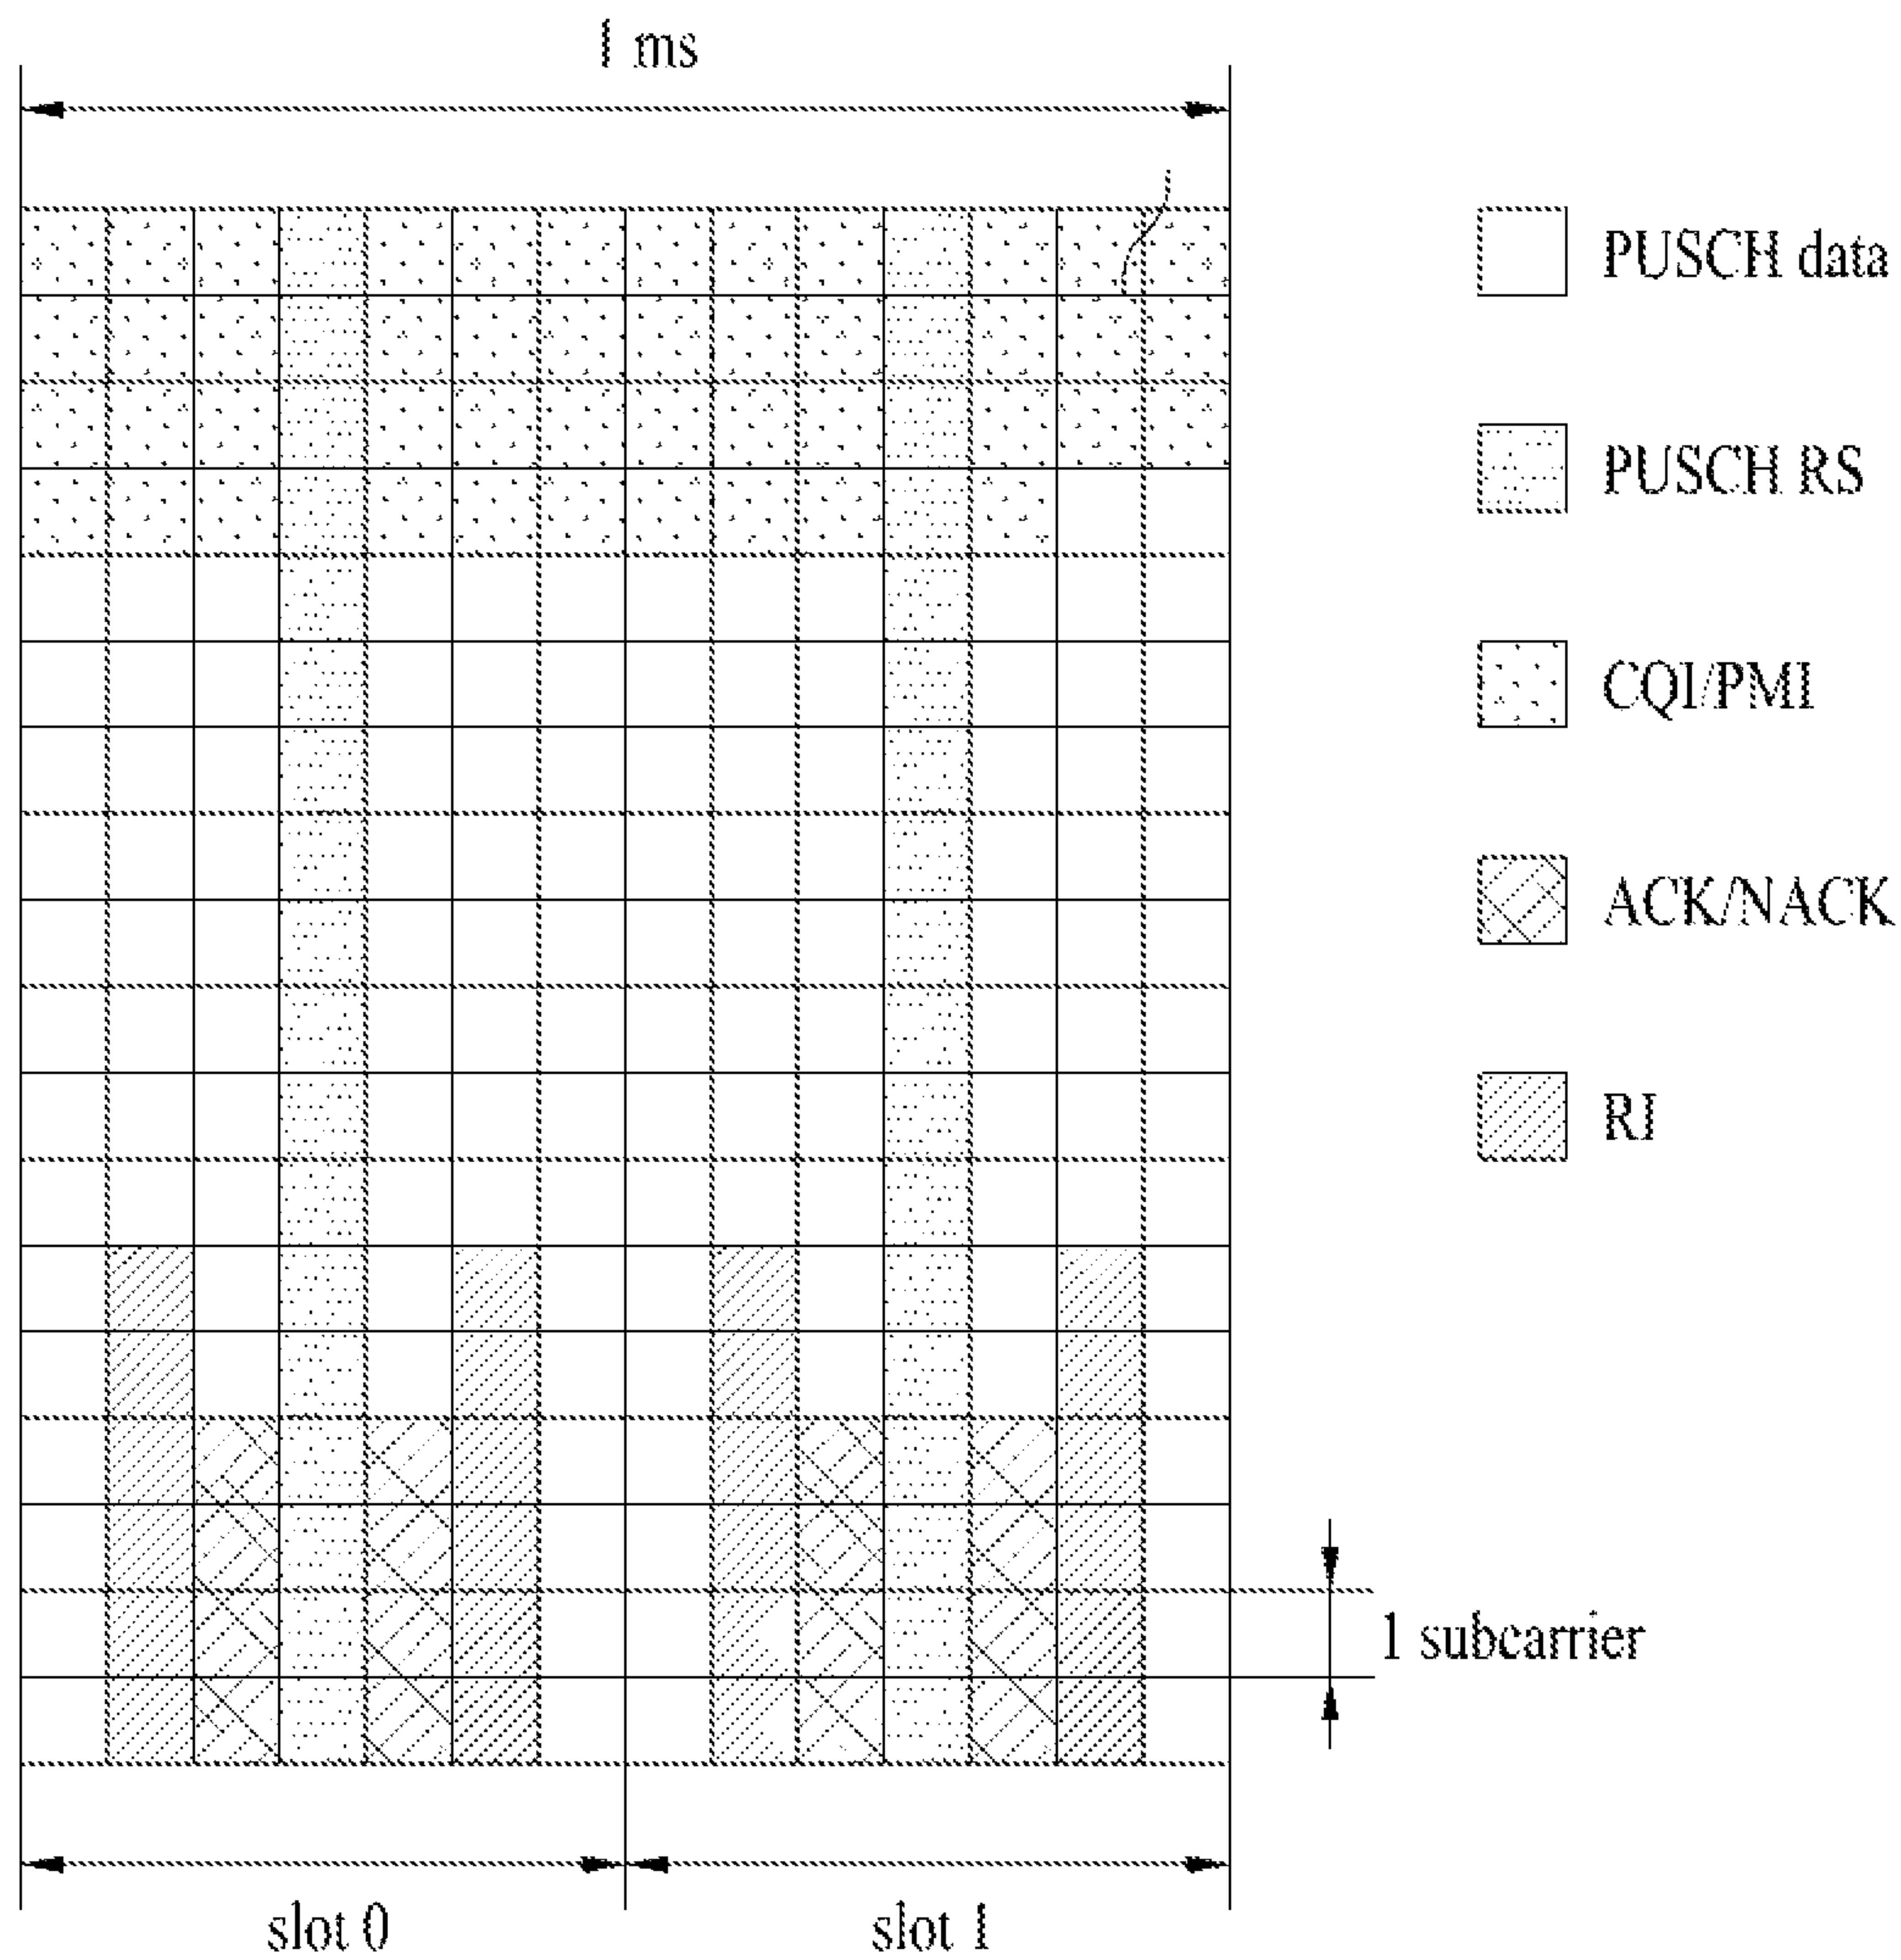 1 ms
PUSCH data
PUSCH RS
CQI/PMI
ACK/NACK
RI
1 subcarrier
slot 0
slot 1